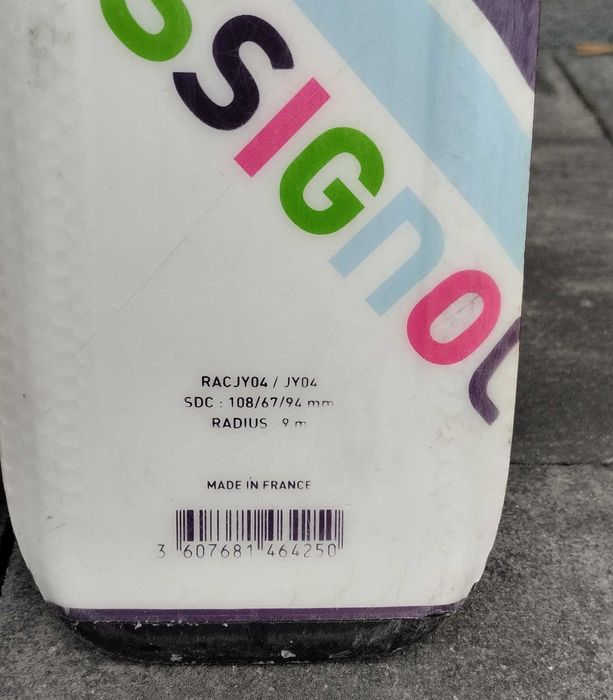 SSIGNOL
RACJY04 / JY04
SDC : 108/67/94 mm
RADIUS 9 m
MADE IN FRANCE
3 607681 464250